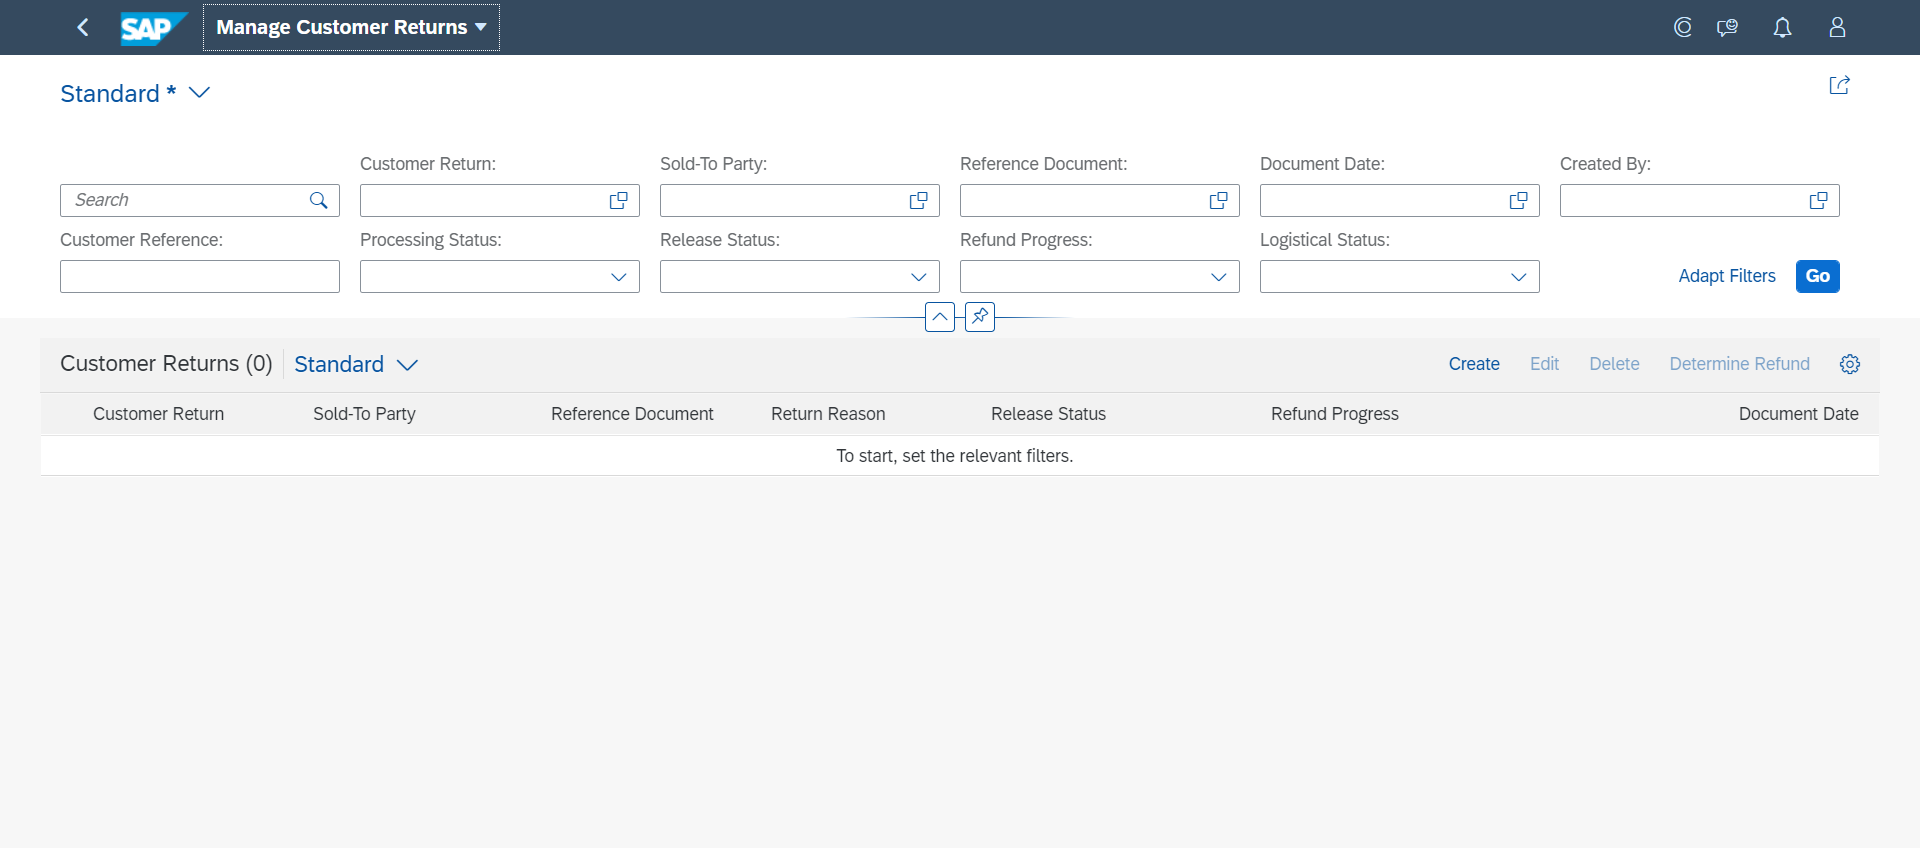 SAP Manage Customer Returns
Standard *
Customer Return: Sold-To Party: Reference Document: Document Date: Created By:
Search
Customer Reference: Processing Status: Release Status: Refund Progress: Logistical Status:
Adapt Filters Go
Customer Returns (0) Standard Create Edit Delete Determine Refund
Customer Return Sold-To Party Reference Document Return Reason Release Status Refund Progress Document Date
To start, set the relevant filters.